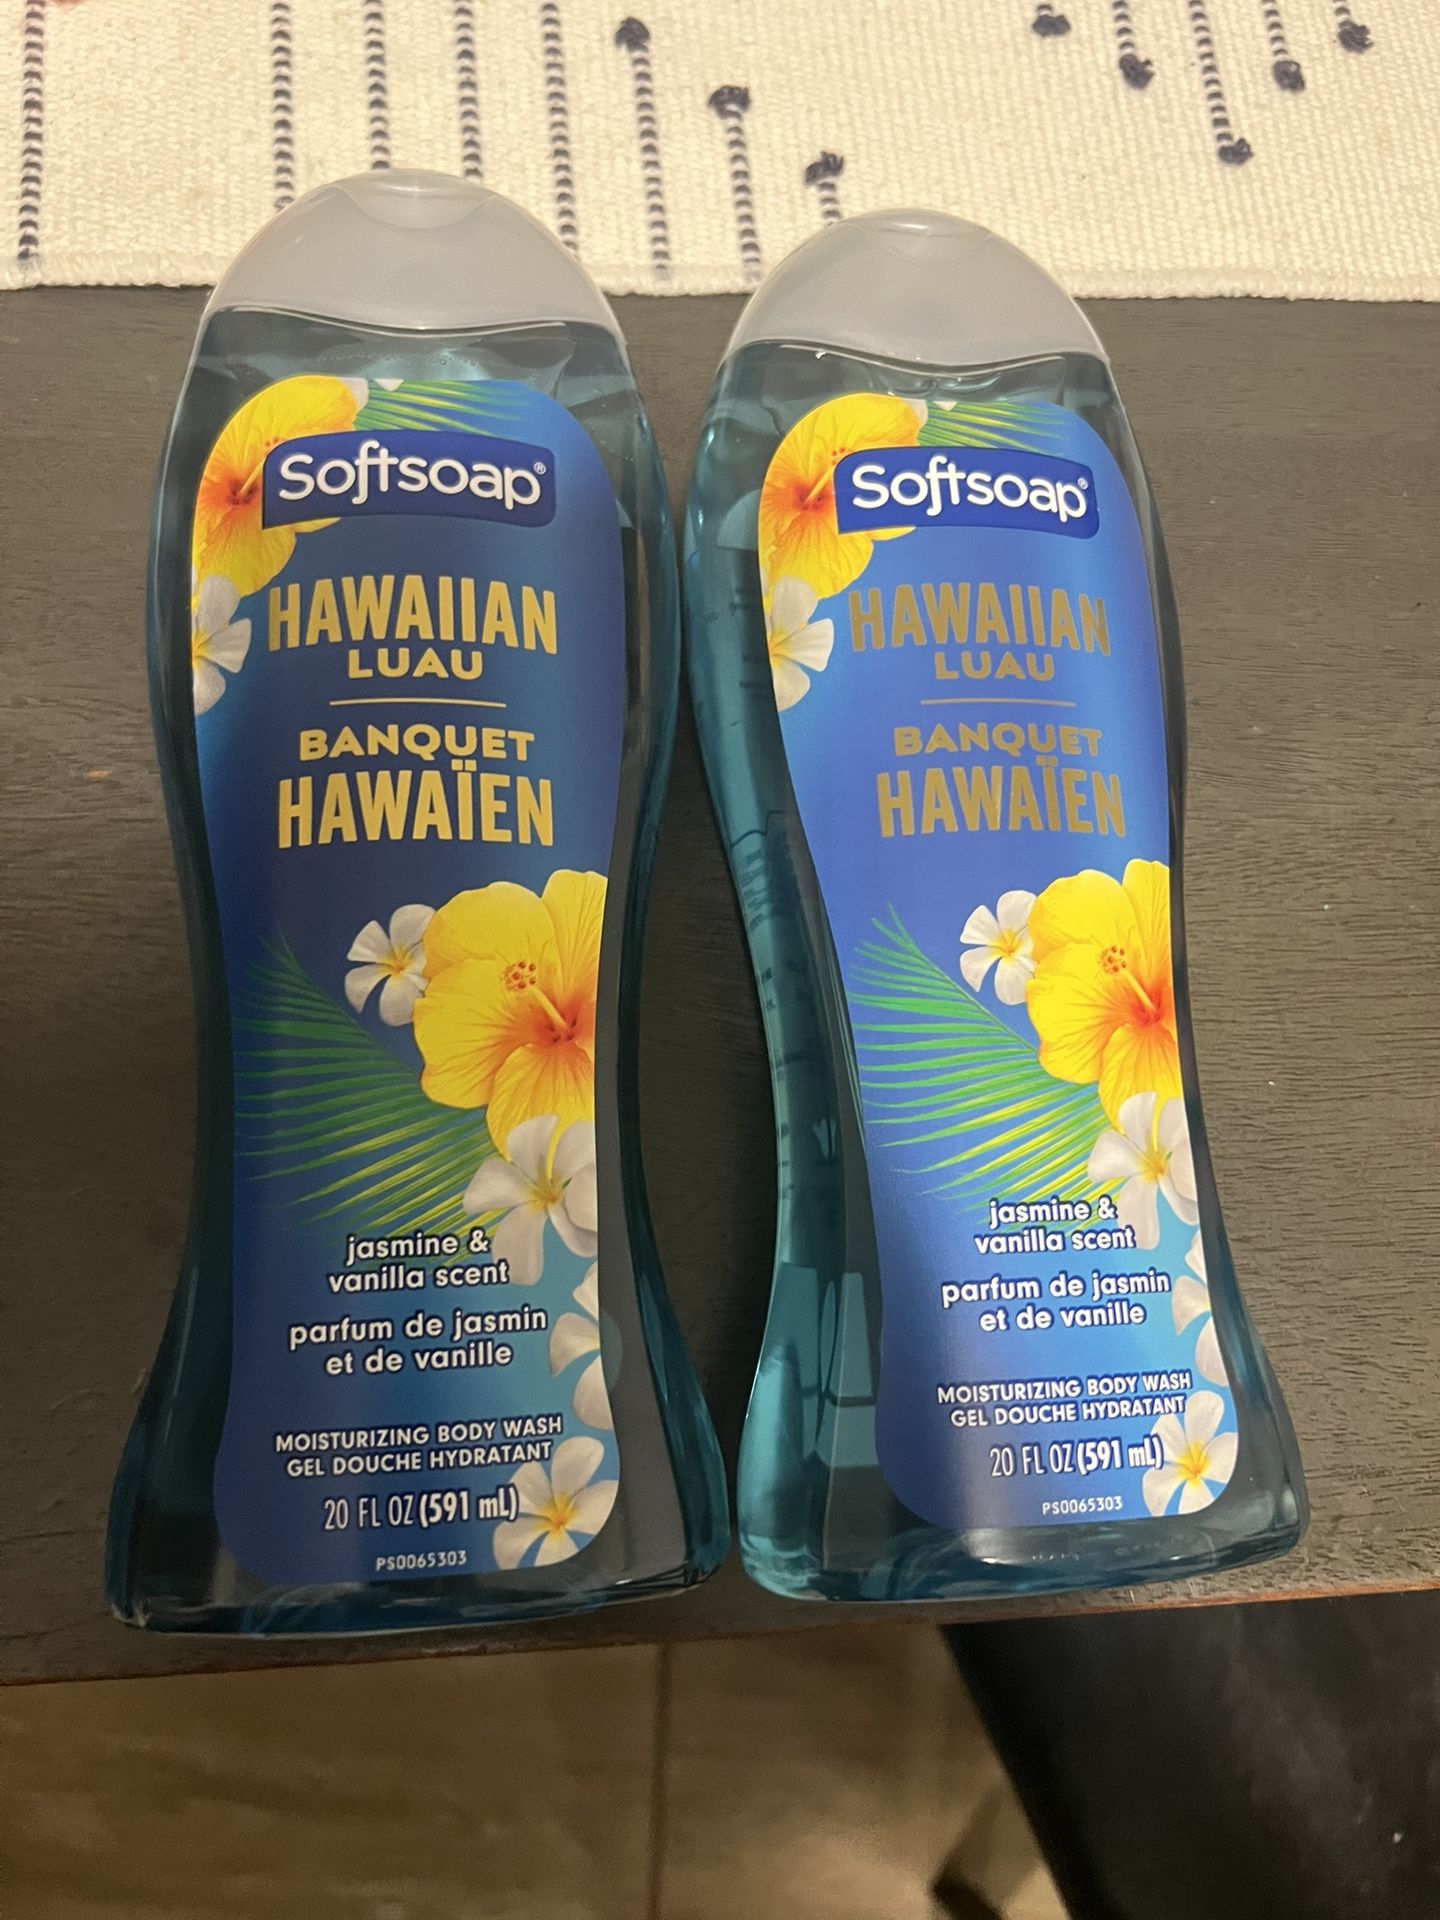 Softsoap®
HAWAIIAN
LUAU
BANQUET
HAWAÏEN
jasmine &
vanilla scent
parfum de jasmin
et de vanille
MOISTURIZING BODY WASH
GEL DOUCHE HYDRATANT
20 FL OZ (591 mL)
PS0065303
Softsoap®
HAWAIIAN
LUAU
BANQUET
HAWAÏEN
jasmine &
vanilla scent
parfum de jasmin
et de vanille
MOISTURIZING BODY WASH
GEL DOUCHE HYDRATANT
20 FL OZ (591 mL)
PS0065303